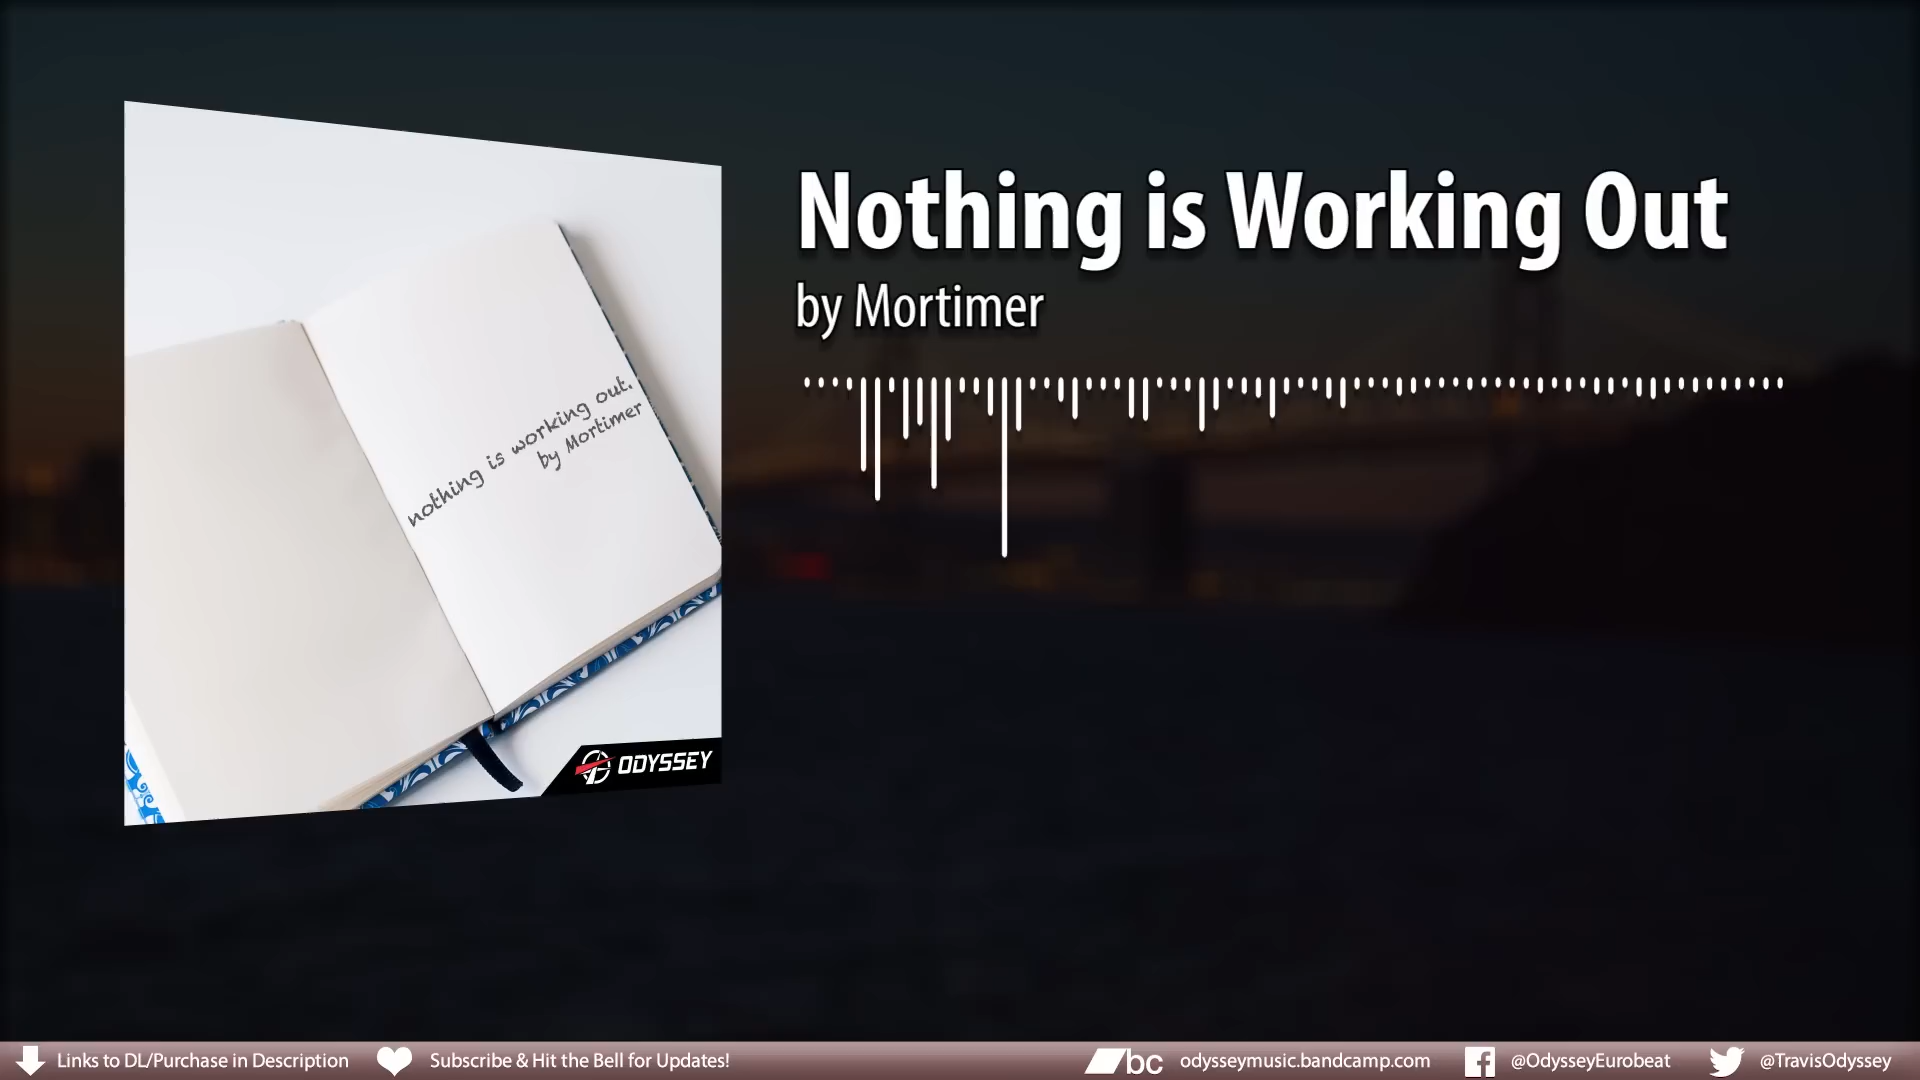 Nothing is Working Out
by Mortimer
nothing is working out.
by Mortimer
ODYSSEY
Links to DL/Purchase in Description
Subscribe & Hit the Bell for Updates!
bc
odysseymusic.bandcamp.com
@OdysseyEurobeat
@TravisOdyssey